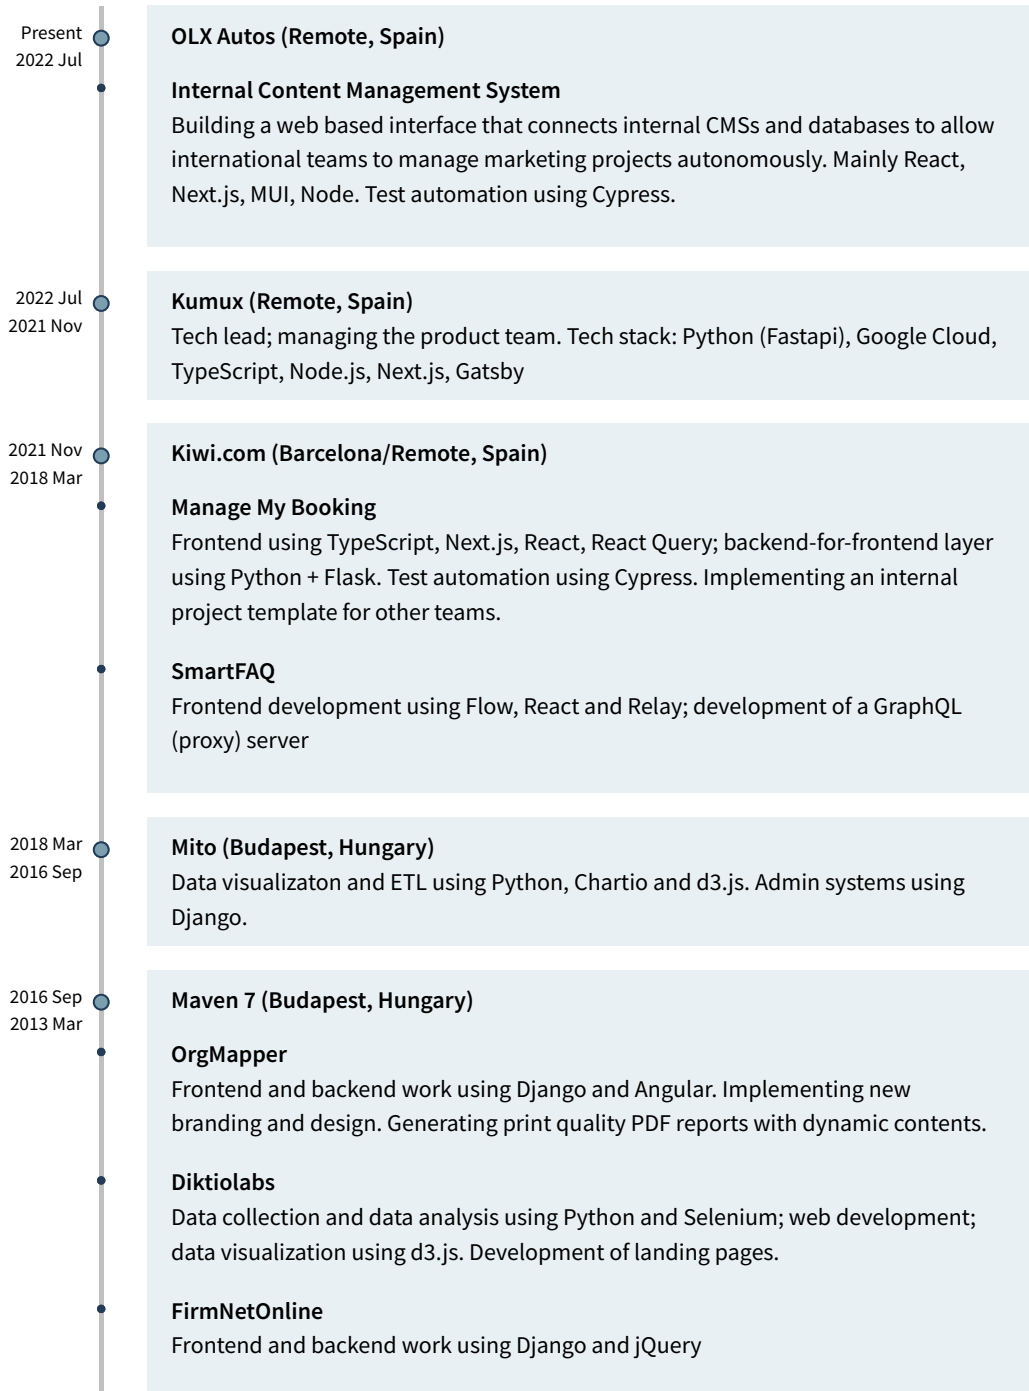 Present
2022 Jul
OLX Autos (Remote, Spain)
Internal Content Management System
Building a web based interface that connects internal CMSs and databases to allow
international teams to manage marketing projects autonomously. Mainly React,
Next.js, MUI, Node. Test automation using Cypress.
2022 Jul
2021 Nov
Kumux (Remote, Spain)
Tech lead; managing the product team. Tech stack: Python (Fastapi), Google Cloud,
TypeScript, Node.js, Next.js, Gatsby
2021 Nov
2018 Mar
Kiwi.com (Barcelona/Remote, Spain)
Manage My Booking
Frontend using TypeScript, Next.js, React, React Query; backend-for-frontend layer
using Python + Flask. Test automation using Cypress. Implementing an internal
project template for other teams.
SmartFAQ
Frontend development using Flow, React and Relay; development of a GraphQL
(proxy) server
2018 Mar
2016 Sep
Mito (Budapest, Hungary)
Data visualizaton and ETL using Python, Chartio and d3.js. Admin systems using
Django.
2016 Sep
2013 Mar
Maven 7 (Budapest, Hungary)
OrgMapper
Frontend and backend work using Django and Angular. Implementing new
branding and design. Generating print quality PDF reports with dynamic contents.
Diktiolabs
Data collection and data analysis using Python and Selenium; web development;
data visualization using d3.js. Development of landing pages.
FirmNetOnline
Frontend and backend work using Django and jQuery